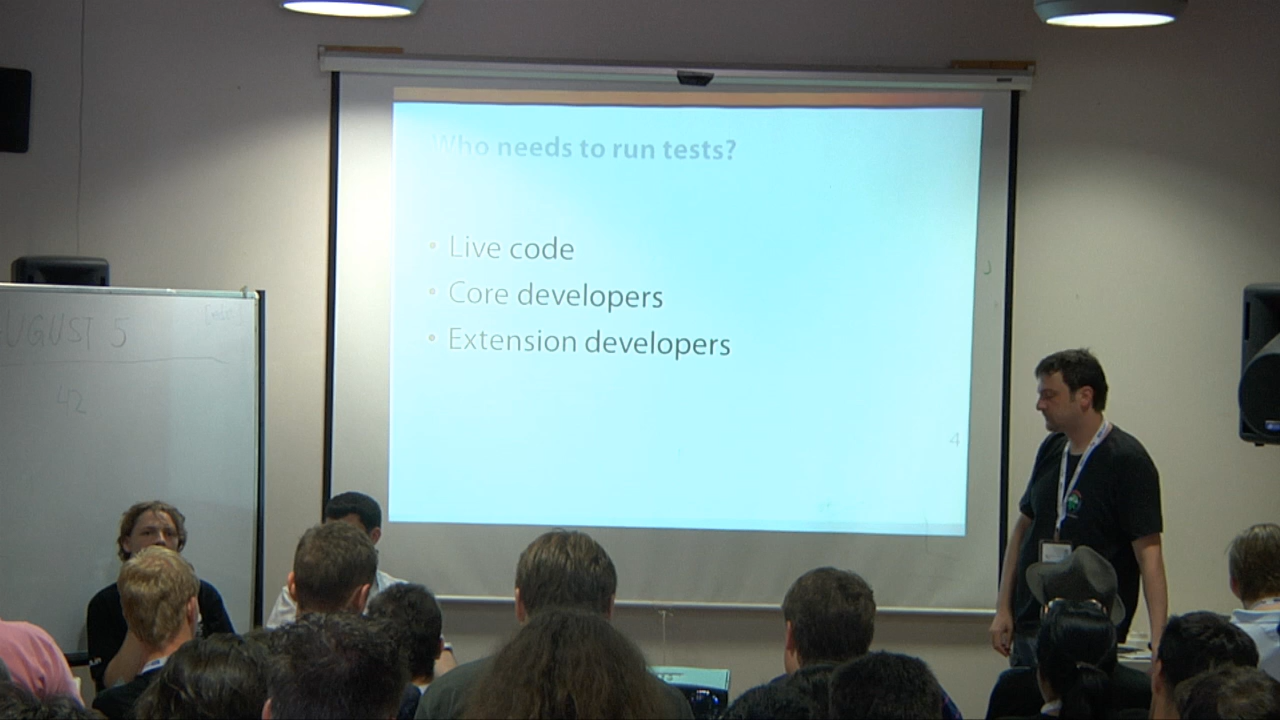 Who needs to run tests?
• Live code
• Core developers
• Extension developers
4
UGUST 5
42